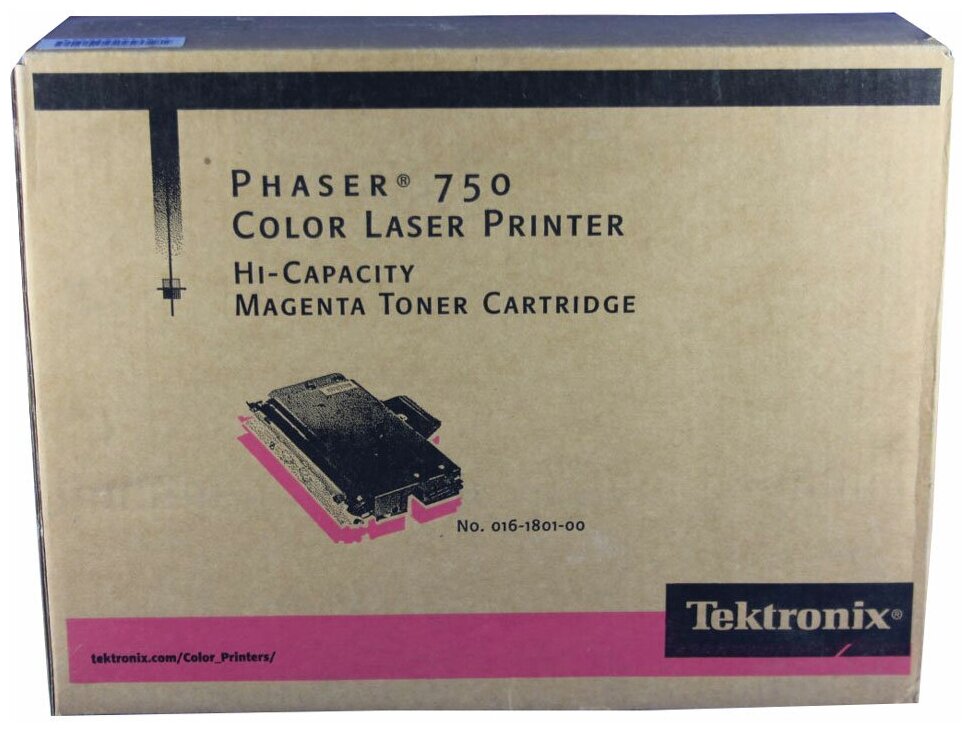 PHASER® 750
COLOR LASER PRINTER
HI-CAPACITY
MAGENTA TONER CARTRIDGE
No. 016-1801-00
Tektronix®
tektronix.com/Color_Printers/